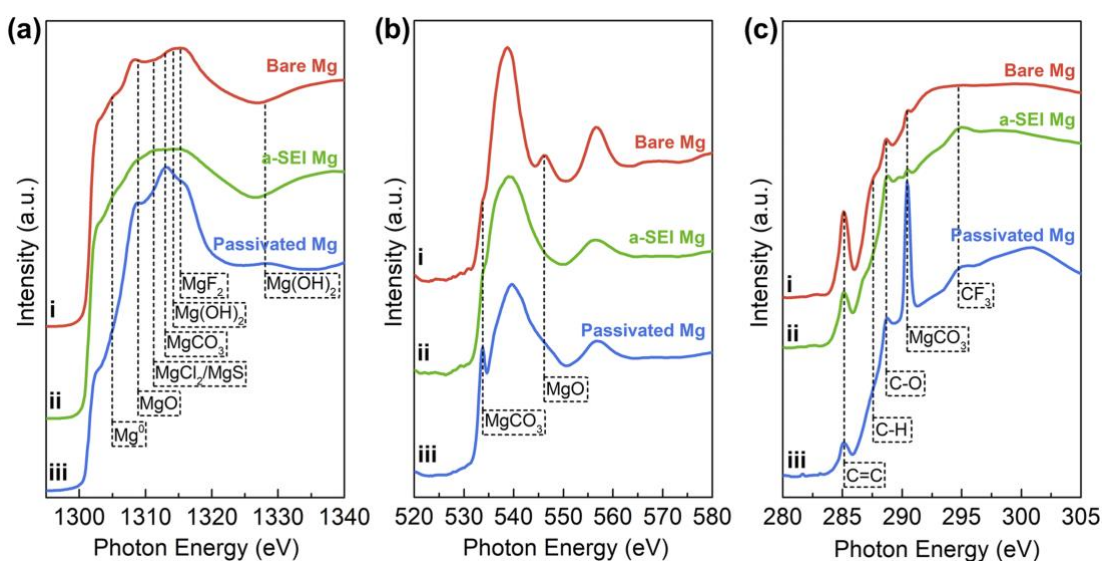 (a)
Intensity (a.u.)
Bare Mg
a-SEI Mg
Passivated Mg
i
ii
iii
MgF₂
Mg(OH)₂
Mg(OH)₂
MgCO₃
MgCl₂/MgS
MgO
Mg⁰
1300 1310 1320 1330 1340
Photon Energy (eV)
(b)
Intensity (a.u.)
Bare Mg
a-SEI Mg
Passivated Mg
i
ii
iii
MgO
MgCO₃
520 540 560 580
Photon Energy (eV)
(c)
Intensity (a.u.)
Bare Mg
a-SEI Mg
Passivated Mg
i
ii
iii
CF₃
MgCO₃
C-O
C-H
C=C
280 285 290 295 300 305
Photon Energy (eV)